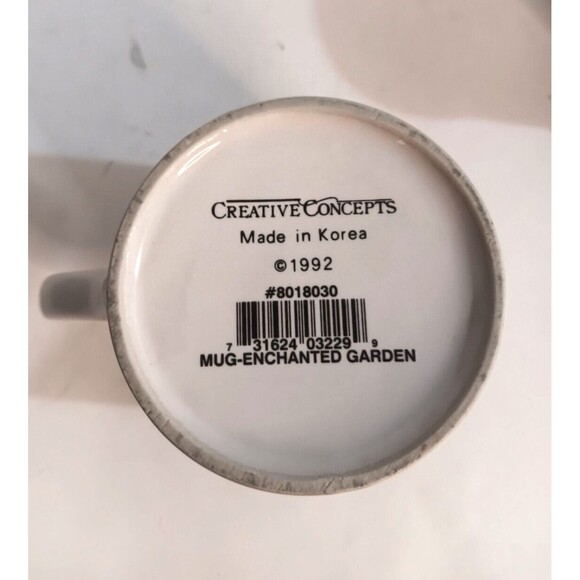 CREATIVE CONCEPTS
Made in Korea
©1992
#8018030
7 31624 03229 9
MUG-ENCHANTED GARDEN